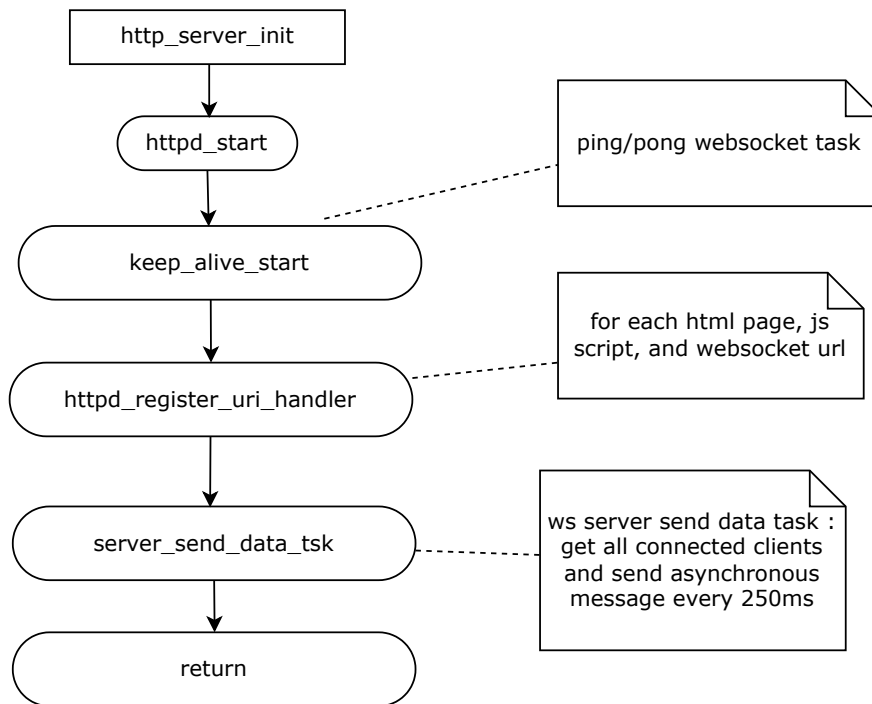 http_server_init
httpd_start
ping/pong websocket task
keep_alive_start
for each html page, js
script, and websocket url
httpd_register_uri_handler
ws server send data task :
get all connected clients
and send asynchronous
message every 250ms
server_send_data_tsk
return